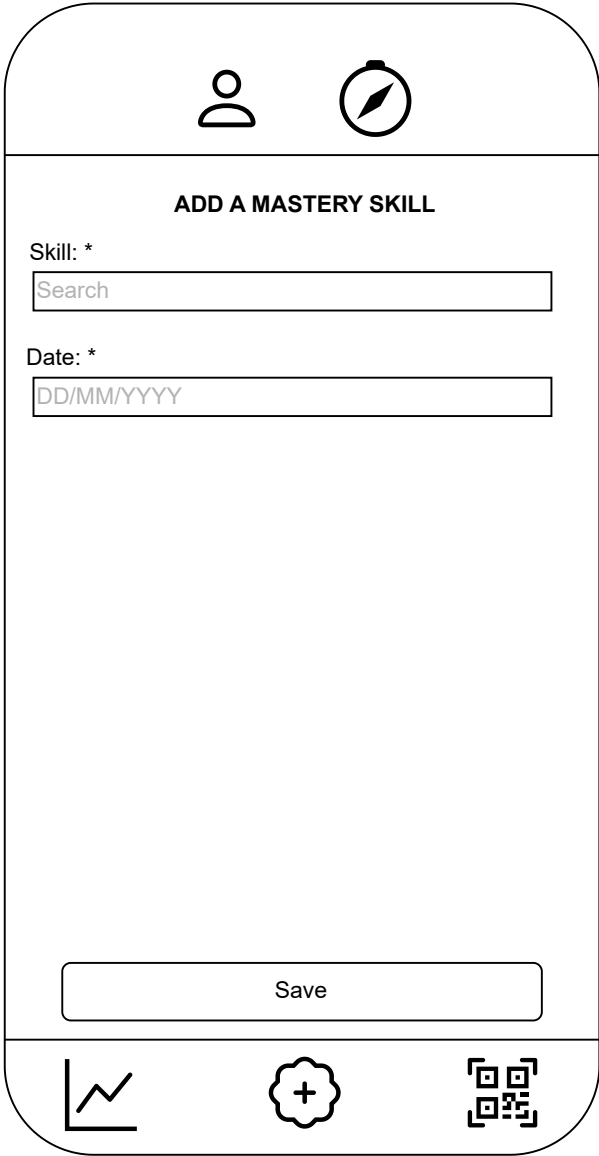 ADD A MASTERY SKILL
Skill: *
Search
Date: *
DD/MM/YYYY
Save